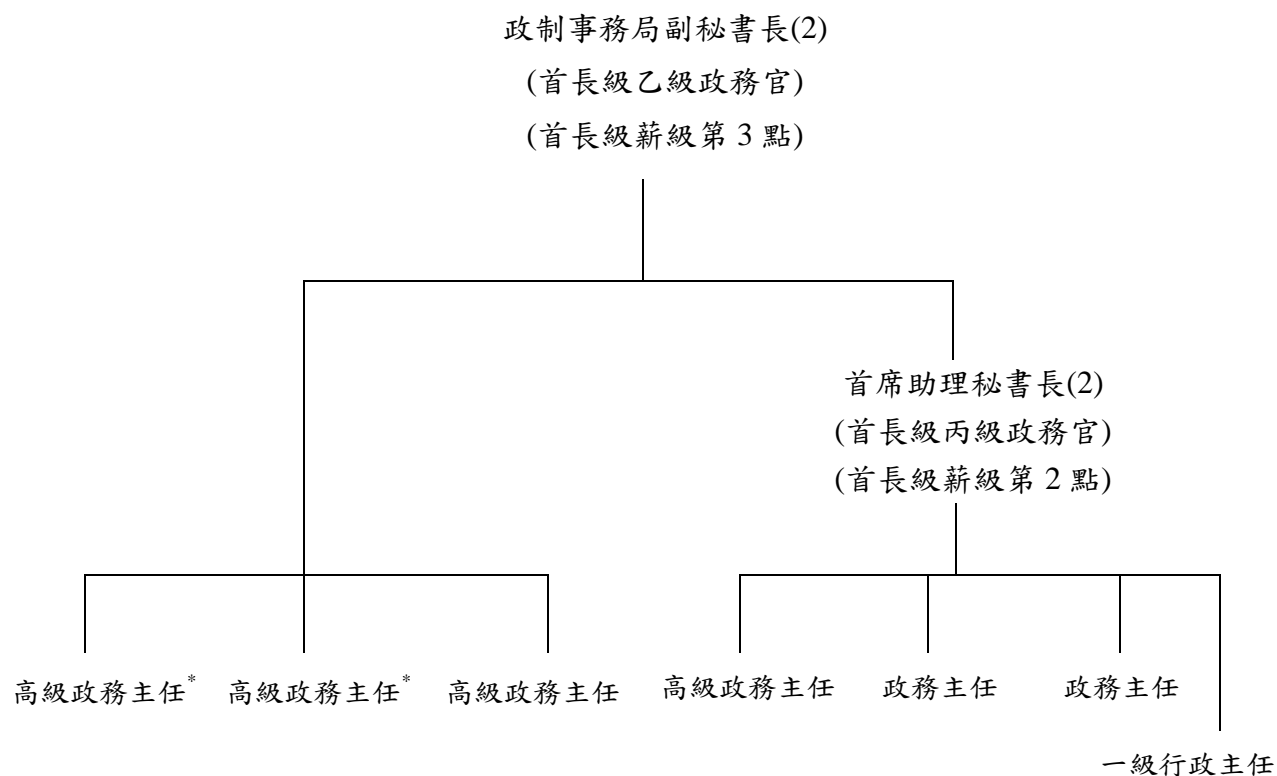 政制事務局副秘書長(2)
(首長級乙級政務官)
(首長級薪級第 3 點)
首席助理秘書長(2)
(首長級丙級政務官)
(首長級薪級第 2 點)
高級政務主任* 高級政務主任* 高級政務主任 高級政務主任 政務主任 政務主任
一級行政主任